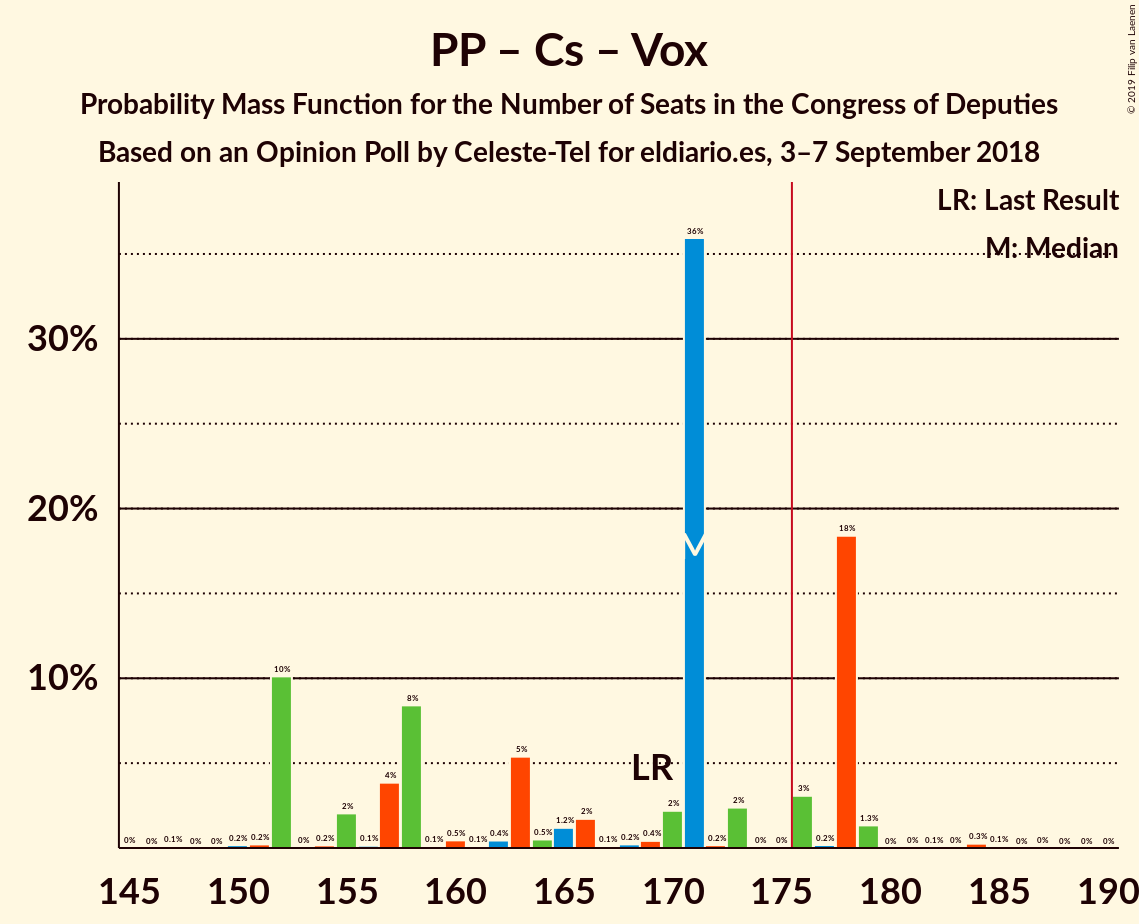 PP – Cs – Vox
Probability Mass Function for the Number of Seats in the Congress of Deputies
Based on an Opinion Poll by Celeste-Tel for eldiario.es, 3–7 September 2018
© 2019 Filip van Laenen
LR: Last Result
M: Median
30%
20%
10%
0% 0% 0.1% 0% 0% 0.2% 0.2% 10% 0% 0.2% 2% 0.1% 4% 8% 0.1% 0.5% 0.1% 0.4% 5% 0.5% 1.2% 2% 0.1% 0.2% 0.4% 2% 36% 0.2% 2% 0% 0% 3% 0.2% 18% 1.3% 0% 0% 0.1% 0% 0.3% 0.1% 0% 0% 0% 0% 0%
LR
145 150 155 160 165 170 175 180 185 190